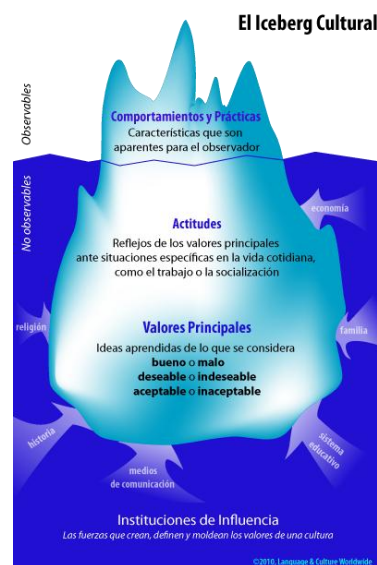 El Iceberg Cultural
Observables
Comportamientos y Prácticas
Características que son
aparentes para el observador
No observables
Actitudes
economía
Reflejos de los valores principales
ante situaciones específicas en la vida cotidiana,
como el trabajo o la socialización
religión
Valores Principales
familia
Ideas aprendidas de lo que se considera
bueno o malo
deseable o indeseable
aceptable o inaceptable
historia
sistema
educativo
medios
de comunicación
Instituciones de Influencia
Las fuerzas que crean, definen y moldean los valores de una cultura
©2010, Language & Culture Worldwide